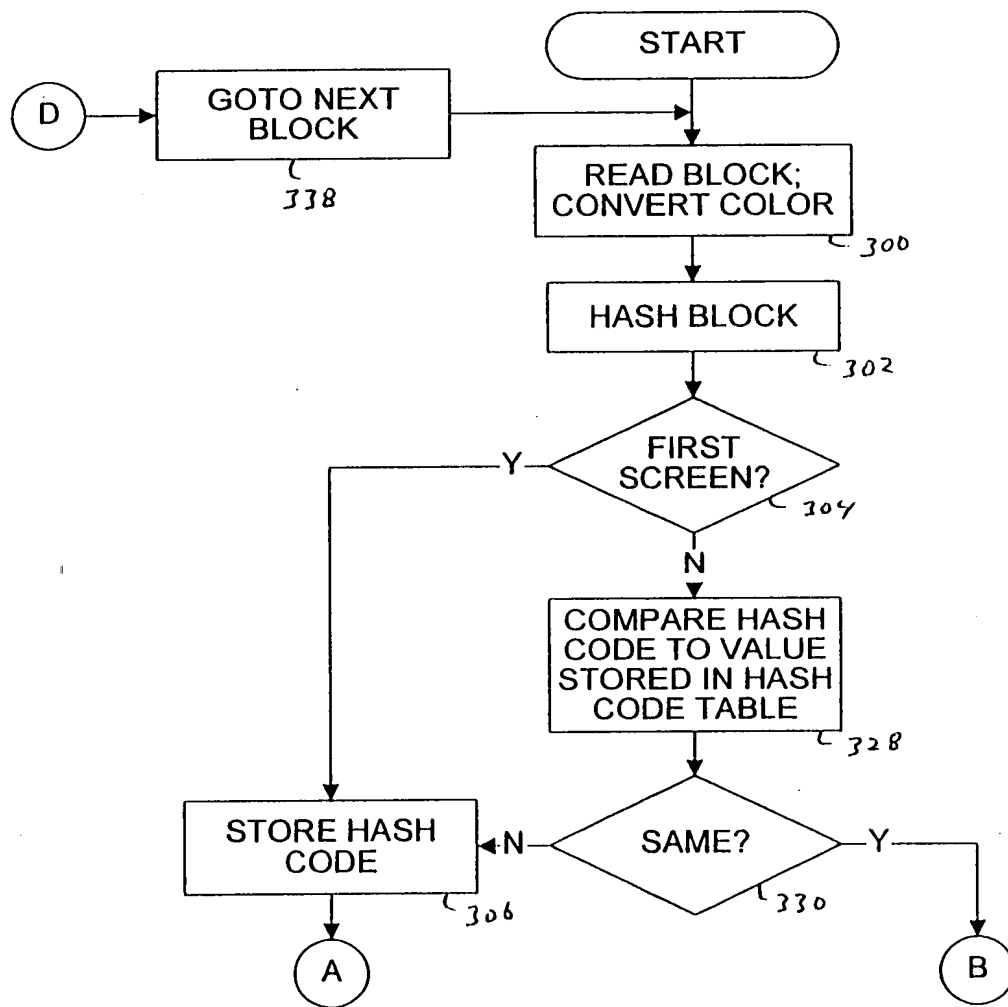 START
D
GOTO NEXT
BLOCK
338
READ BLOCK;
CONVERT COLOR
300
HASH BLOCK
302
FIRST
SCREEN?
304
Y
N
COMPARE HASH
CODE TO VALUE
STORED IN HASH
CODE TABLE
328
STORE HASH
CODE
306
N
SAME?
330
Y
A
B